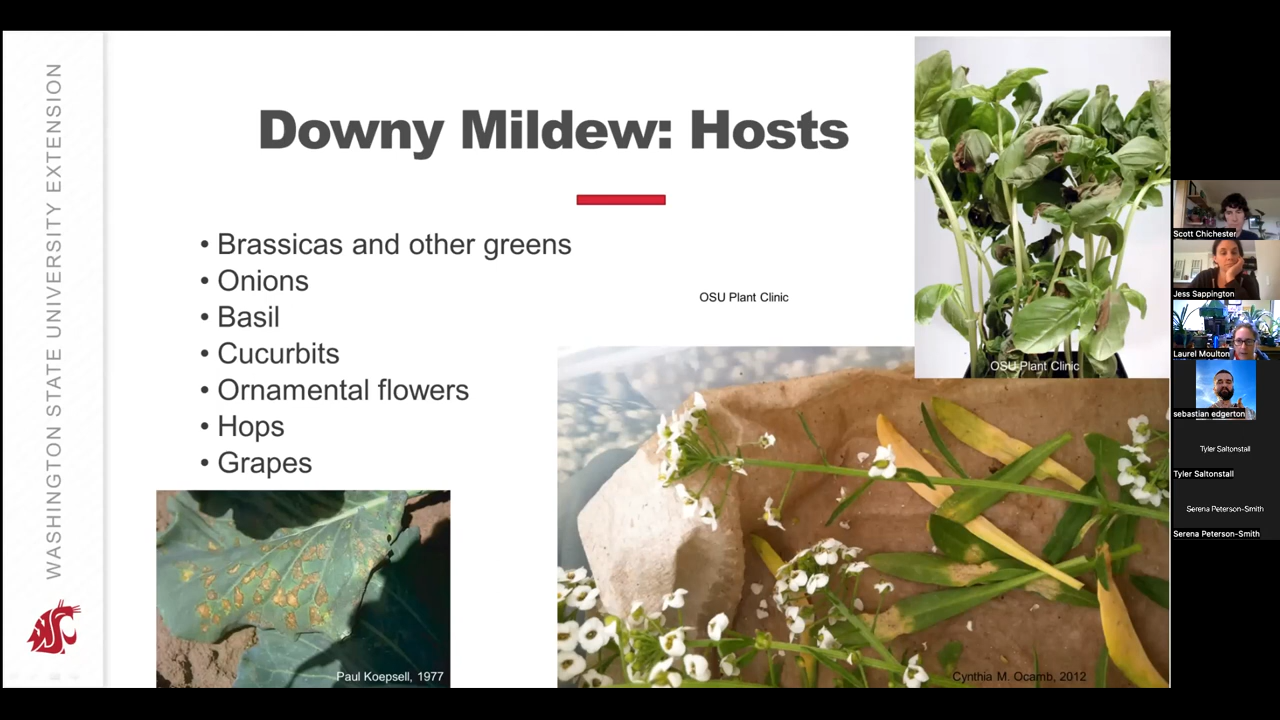 WASHINGTON STATE UNIVERSITY EXTENSION
Downy Mildew: Hosts
• Brassicas and other greens
• Onions
• Basil
• Cucurbits
• Ornamental flowers
• Hops
• Grapes
OSU Plant Clinic
OSU Plant Clinic
Paul Koepsell, 1977
Cynthia M. Ocamb, 2012
WSU
Scott Chichester
Jess Sappington
Laurel Moulton
sebastian edgerton
Tyler Saltonstall
Tyler Saltonstall
Serena Peterson-Smith
Serena Peterson-Smith